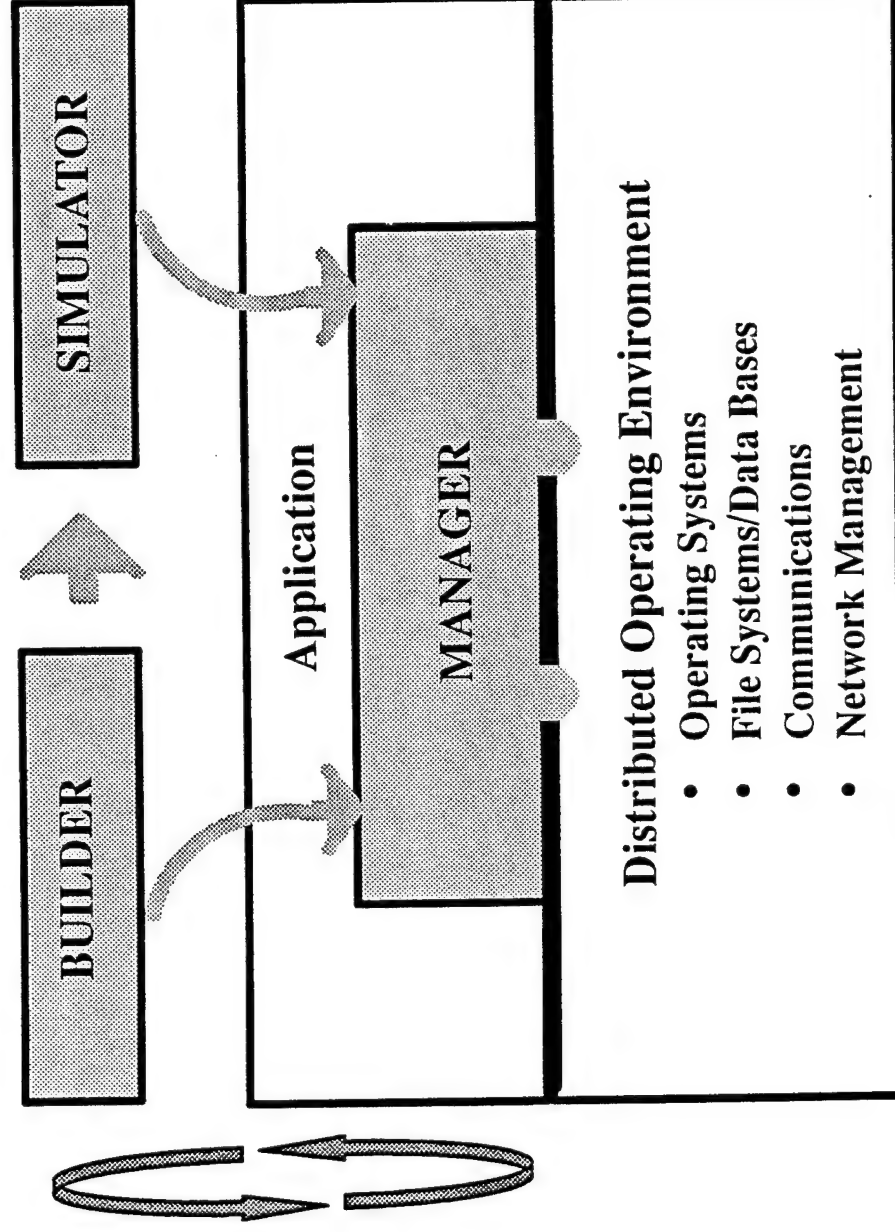 BUILDER
SIMULATOR
Application
MANAGER
Distributed Operating Environment
• Operating Systems
• File Systems/Data Bases
• Communications
• Network Management